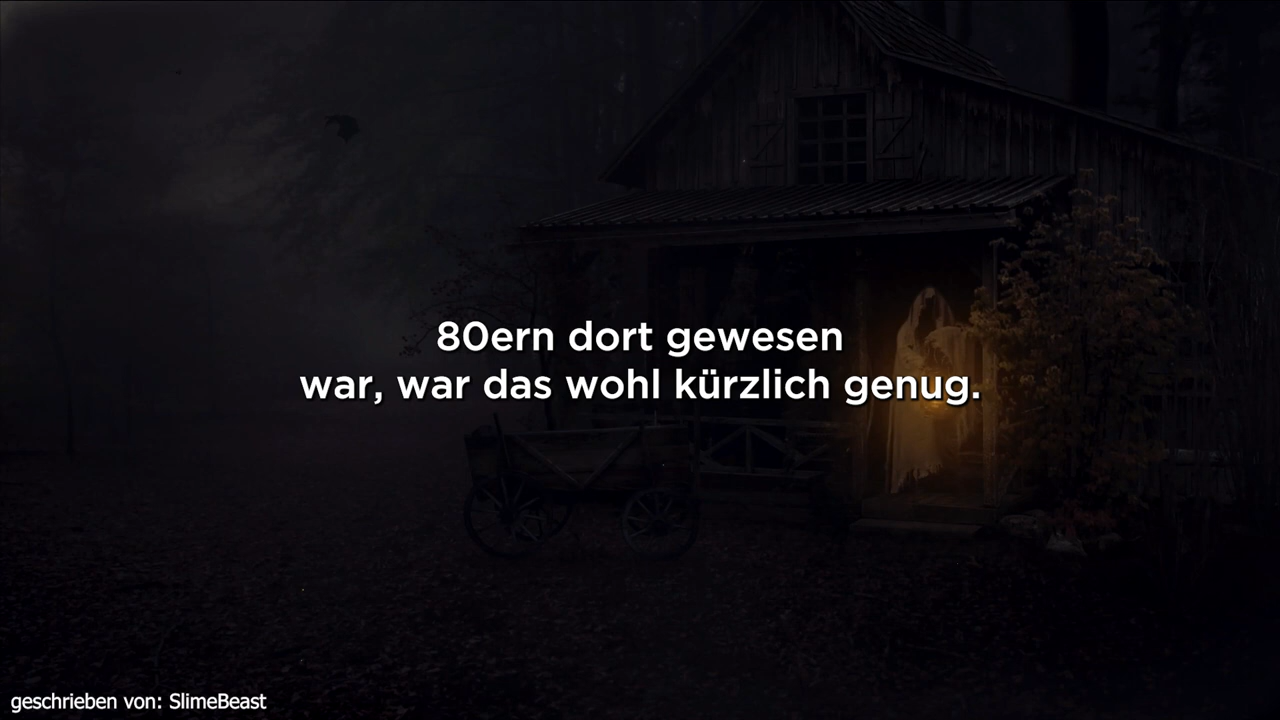 80ern dort gewesen
war, war das wohl kürzlich genug.
geschrieben von: SlimeBeast